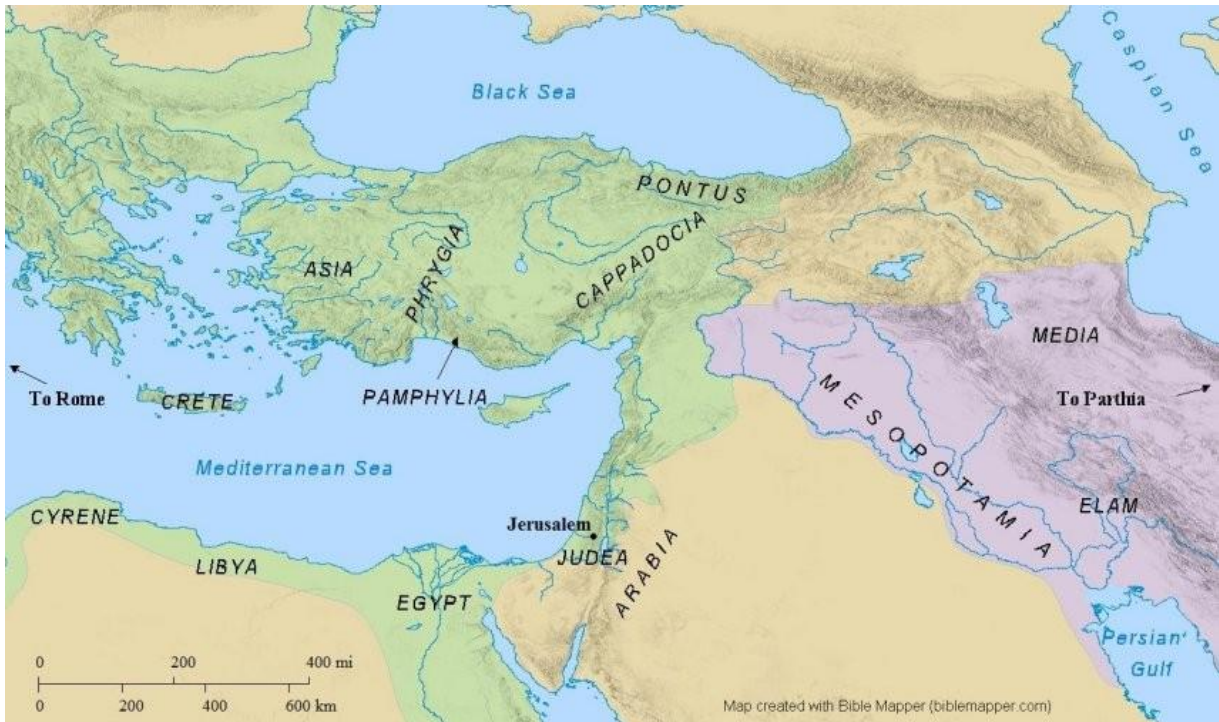 Caspian Sea
Black Sea
PONTUS
CAPPADOCIA
PHRYGIA
ASIA
MEDIA
To Rome
CRETE
PAMPHYLIA
To Parthia
MESOPOTAMIA
Mediterranean Sea
ELAM
CYRENE
Jerusalem
JUDEA
LIBYA
ARABIA
EGYPT
Persian
Gulf
0 200 400 mi
0 200 400 600 km
Map created with Bible Mapper (biblemapper.com)